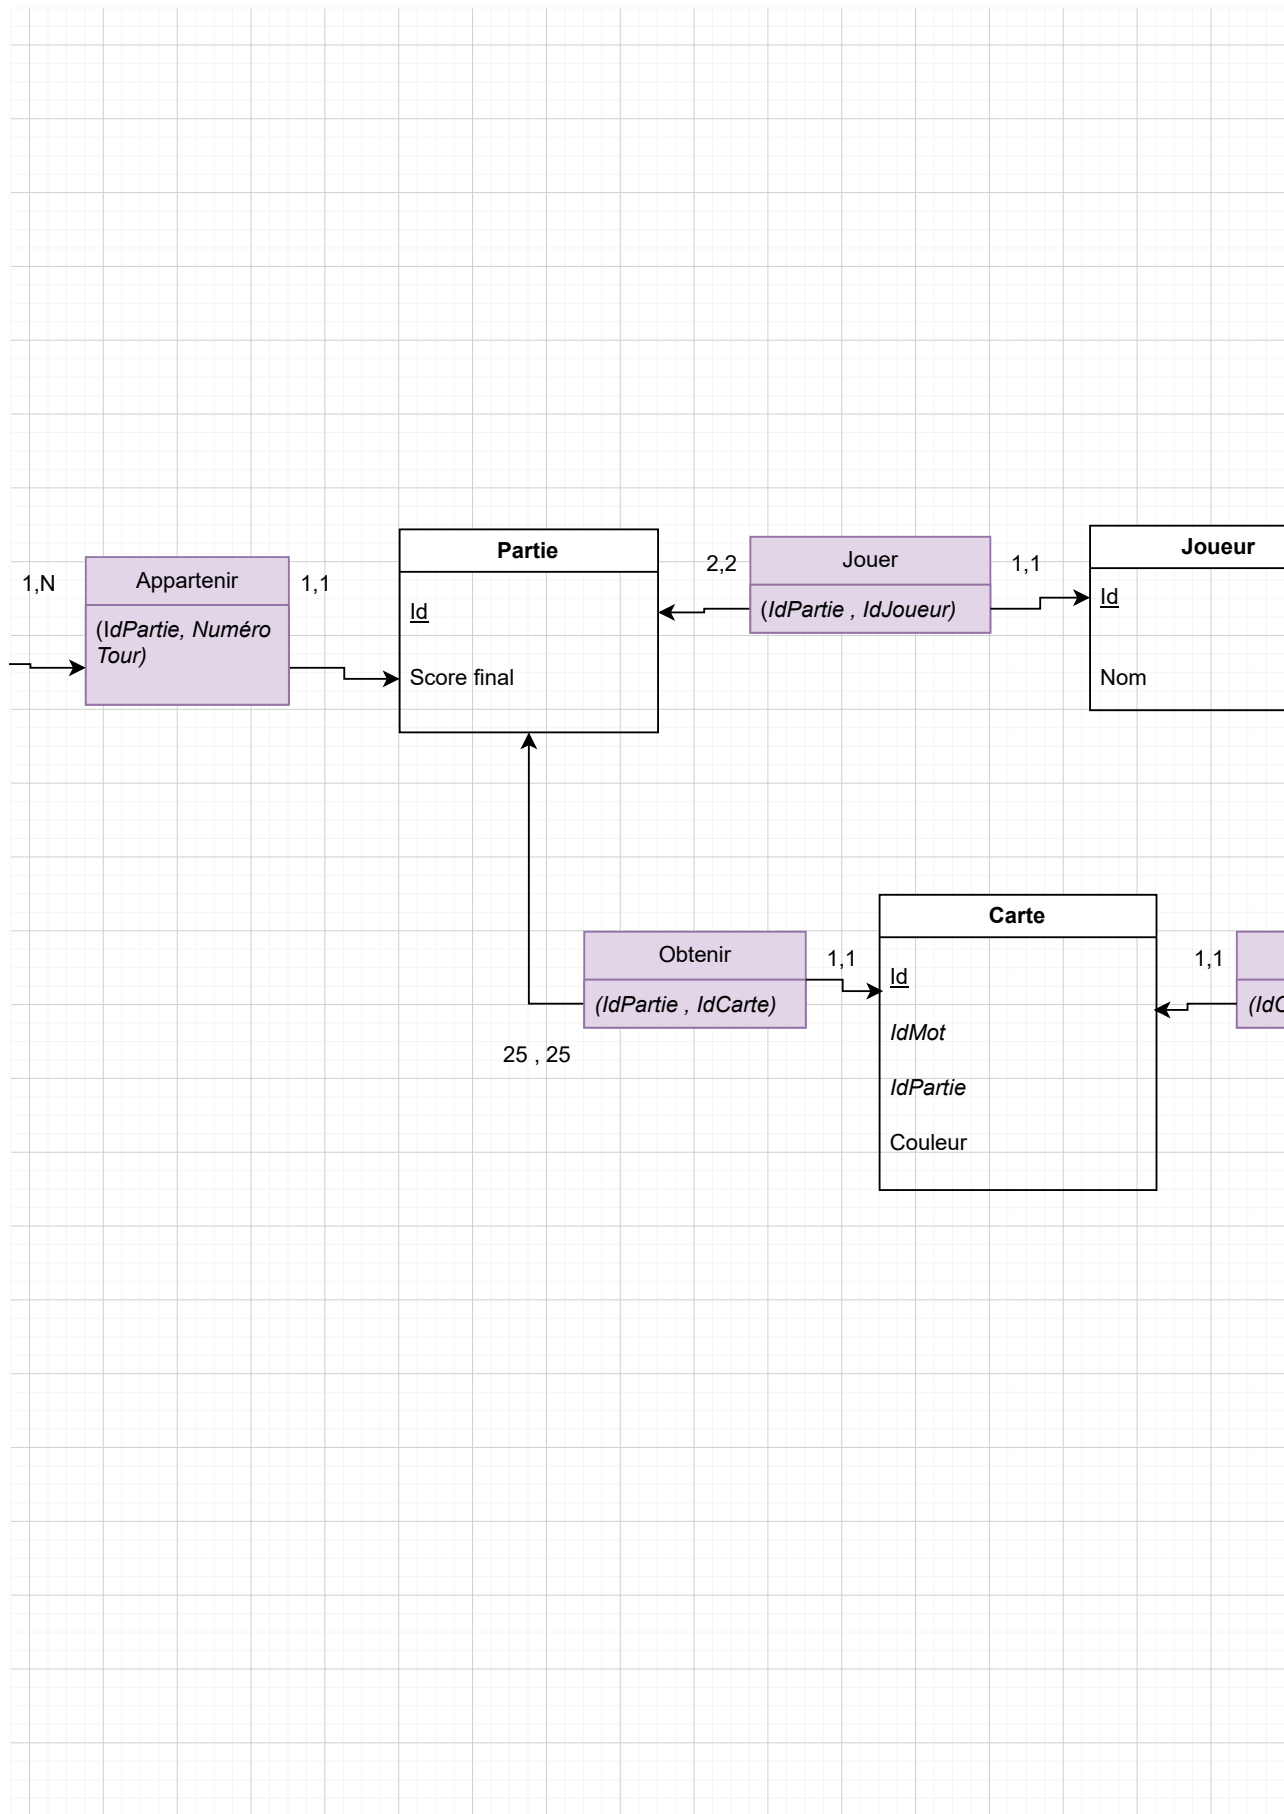 1,N
Appartenir
(IdPartie, Numéro
Tour)
1,1
Partie
Id
Score final
2,2
Jouer
(IdPartie , IdJoueur)
1,1
Joueur
Id
Nom
Obtenir
(IdPartie , IdCarte)
25 , 25
1,1
Carte
Id
IdMot
IdPartie
Couleur
1,1